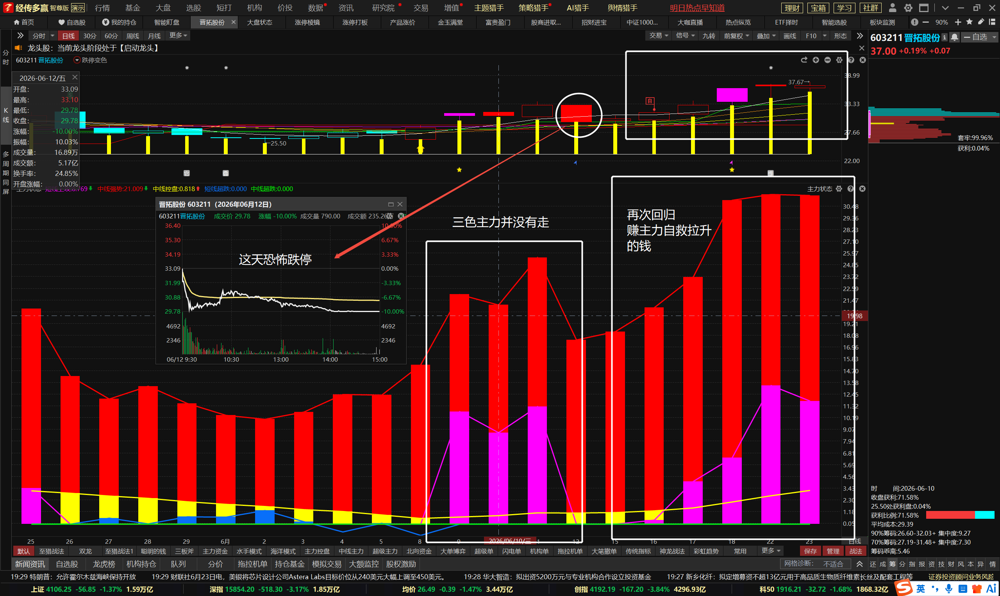 经传多赢 智尊版 演示 行情 基金 大盘 选股 短打 机构 价投 数据 资讯 研究院 交易 增值 主题猎手 策略猎手 AI猎手 舆情猎手 明日热点早知道 理财 宝箱 学习 社群
首页 自选股 我的持仓 智能盯盘 晋拓股份 大盘状态 涨停棱镜 涨停打板 产品涨价 金玉满堂 富贵盈门 股商进取... 招财进宝 中证1000... 大咖直播 热点纵览 ETF择时 智能选股 板块监测 90%
分时 日线 30分 60分 周线 月线 更多 交易 信号 九转 前复权 叠加 画线 F10 形态
603211 晋拓股份 自选
37.00 +0.19% +0.07
龙头股：当前龙头阶段处于【启动龙头】
603211 晋拓股份 跌停变色
分时
K线
多周期同屏
2026-06-12/五
开盘: 33.09
最高: 33.10
最低: 29.78
收盘: 29.78
涨幅: -10.00%
振幅: 10.03%
成交量: 16.89万
成交额: 5.17亿
换手率: 24.85%
开盘涨幅: 0.00%
38.99
37.67→
自
33.33
27.66
←25.50
22.00
套牢:99.96%
获利:0.04%
中线强势:21.009 中线控盘:0.818 短线超跌:0.000 中线超跌:0.000
主力状态
晋拓股份 603211（2026年06月12日）
603211晋拓股份 成交价 29.78 涨幅 -10.00% 成交量 790.00 成交额 235.26
36.40 10.00%
35.30 6.67%
34.19 3.33%
33.09 0.00%
31.99 -3.33%
30.88 -6.67%
29.78 -10.00%
4692 4692
2346 2346
06/12 9:30 10:30 13:00 14:00 15:00
这天恐怖跌停
三色主力并没有走
再次回归
赚主力自救拉升
的钱
30.48
29.36
28.23
27.10
25.97
24.85
23.72
22.59
21.47
19.98
19.21
18.08
16.96
15.83
14.70
13.58
12.45
11.32
10.19
9.07
7.94
6.81
5.69
4.56
3.43
2.30
1.18
0.05
25 26 27 28 29 6月 2 3 4 5 8 9 2026/06/10/三 12 15 16 17 18 22 23 日线
时 间:2026-06-10
收盘获利:71.58%
25.50处获利盘:0.04%
获利比例:71.58%
平均成本:29.39
90%筹码:26.60-32.03+ 集中度:9.27
70%筹码:27.19-31.48+ 集中度:7.30
筹码乖离:5.46
默认 至猎战法 双龙 至猎战法1 聪明的钱 三板斧 主力资金 水手模式 海洋模式 主力控盘 中线主力 超级主力 北向资金 大单博弈 超级单 闪电单 机构单 拖拉机单 大笔撤单 传统指标 神龙战法 彩虹趋势 常用 更多 保存 管理 战法
新闻资讯 自选股 龙虎榜 机构持仓 队列 分价 拖拉机单 持仓基金 模拟交易 大额监控 股权激励 网格诊断: 不适合 还 成 筹 分 指 报 资 技 财 风 本 异 情
19:29 特朗普：允许霍尔木兹海峡保持开放 19:29 财联社6月23日电，美银将芯片设计公司Astera Labs目标价位从240美元大幅上调至450美元。 19:28 华大智造：拟出资5200万元与专业机构合作设立投资基金 19:27 新乡化纤：拟定增募资不超13亿元用于高品质生物质纤维素长丝及配套工程等 证券投资顾问业务风险
上证 4106.25 -56.85 -1.37% 1.59万亿 深指 15854.20 -518.30 -3.17% 1.85万亿 均价 26.49 -0.39 -1.47% 3.44万亿 创指 4192.19 -167.20 -3.84% 4296.93亿 科50 1916.21 -32.72 -1.68% 1868.32亿 英 Ai